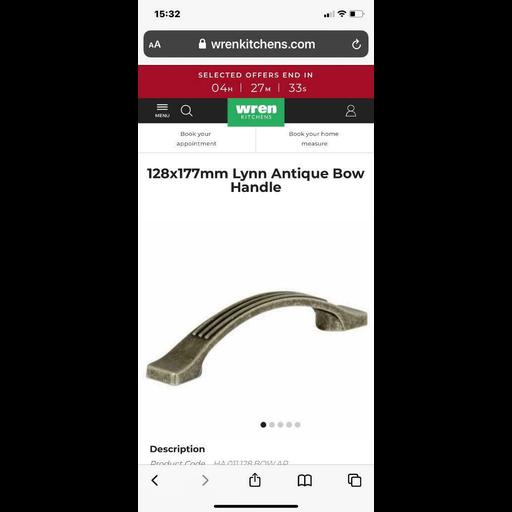 15:32
AA wrenkitchens.com
SELECTED OFFERS END IN
04H | 27M | 33S
MENU
wren
KITCHENS
Book your
appointment
Book your home
measure
128x177mm Lynn Antique Bow
Handle
Description
Product Code